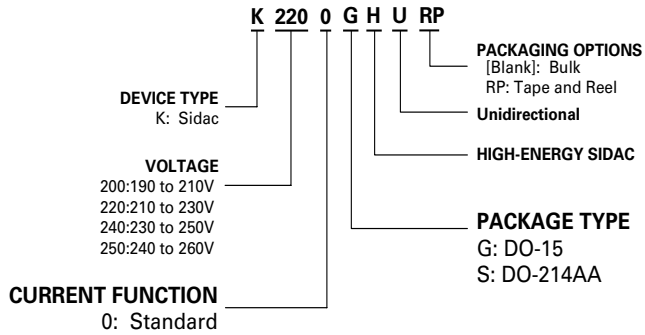 K 220 0 G H U RP
PACKAGING OPTIONS
[Blank]: Bulk
RP: Tape and Reel
Unidirectional
HIGH-ENERGY SIDAC
PACKAGE TYPE
G: DO-15
S: DO-214AA
DEVICE TYPE
K: Sidac
VOLTAGE
200:190 to 210V
220:210 to 230V
240:230 to 250V
250:240 to 260V
CURRENT FUNCTION
0: Standard